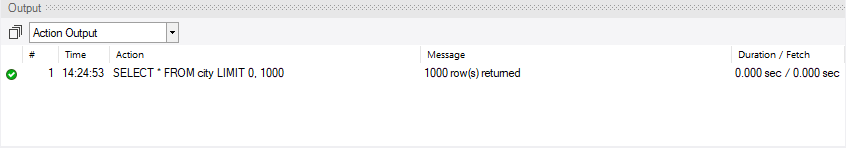 Output
Action Output
# Time Action Message Duration / Fetch
1 14:24:53 SELECT * FROM city LIMIT 0, 1000 1000 row(s) returned 0.000 sec / 0.000 sec